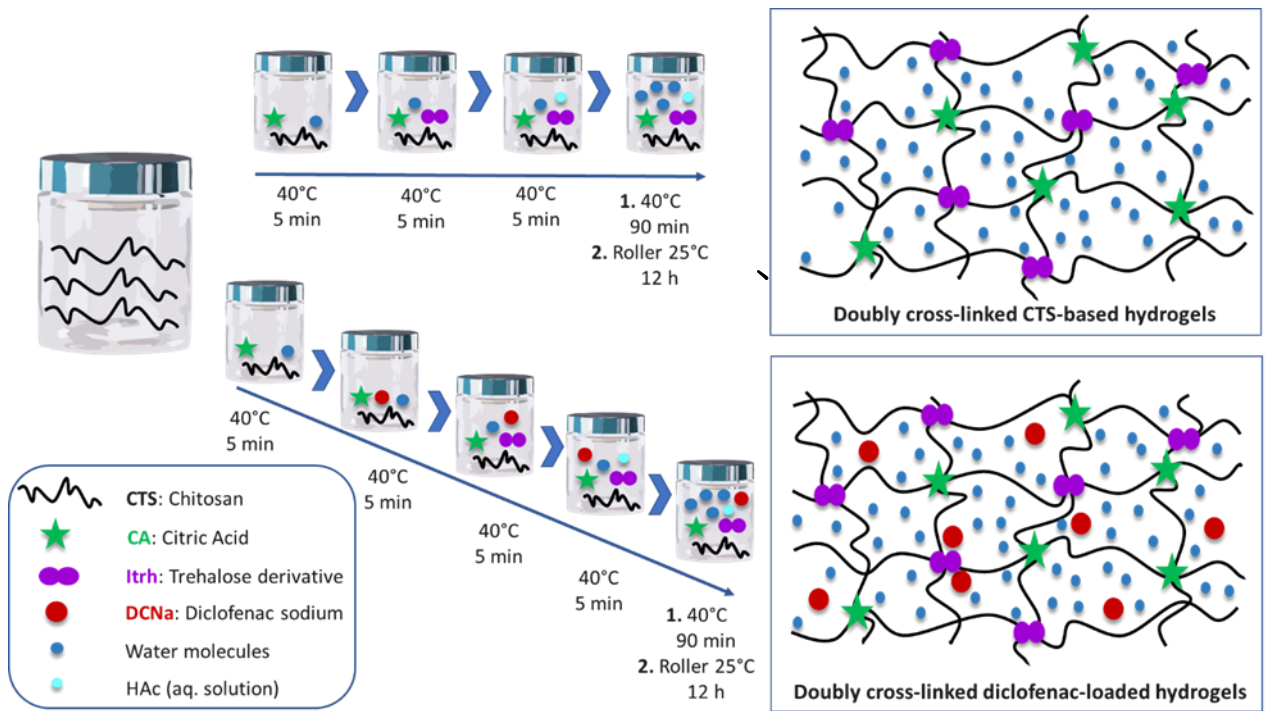 40°C
5 min
40°C
5 min
40°C
5 min
1. 40°C
90 min
2. Roller 25°C
12 h
Doubly cross-linked CTS-based hydrogels
40°C
5 min
40°C
5 min
40°C
5 min
40°C
5 min
1. 40°C
90 min
2. Roller 25°C
12 h
CTS: Chitosan
CA: Citric Acid
Itrh: Trehalose derivative
DCNa: Diclofenac sodium
Water molecules
HAc (aq. solution)
Doubly cross-linked diclofenac-loaded hydrogels